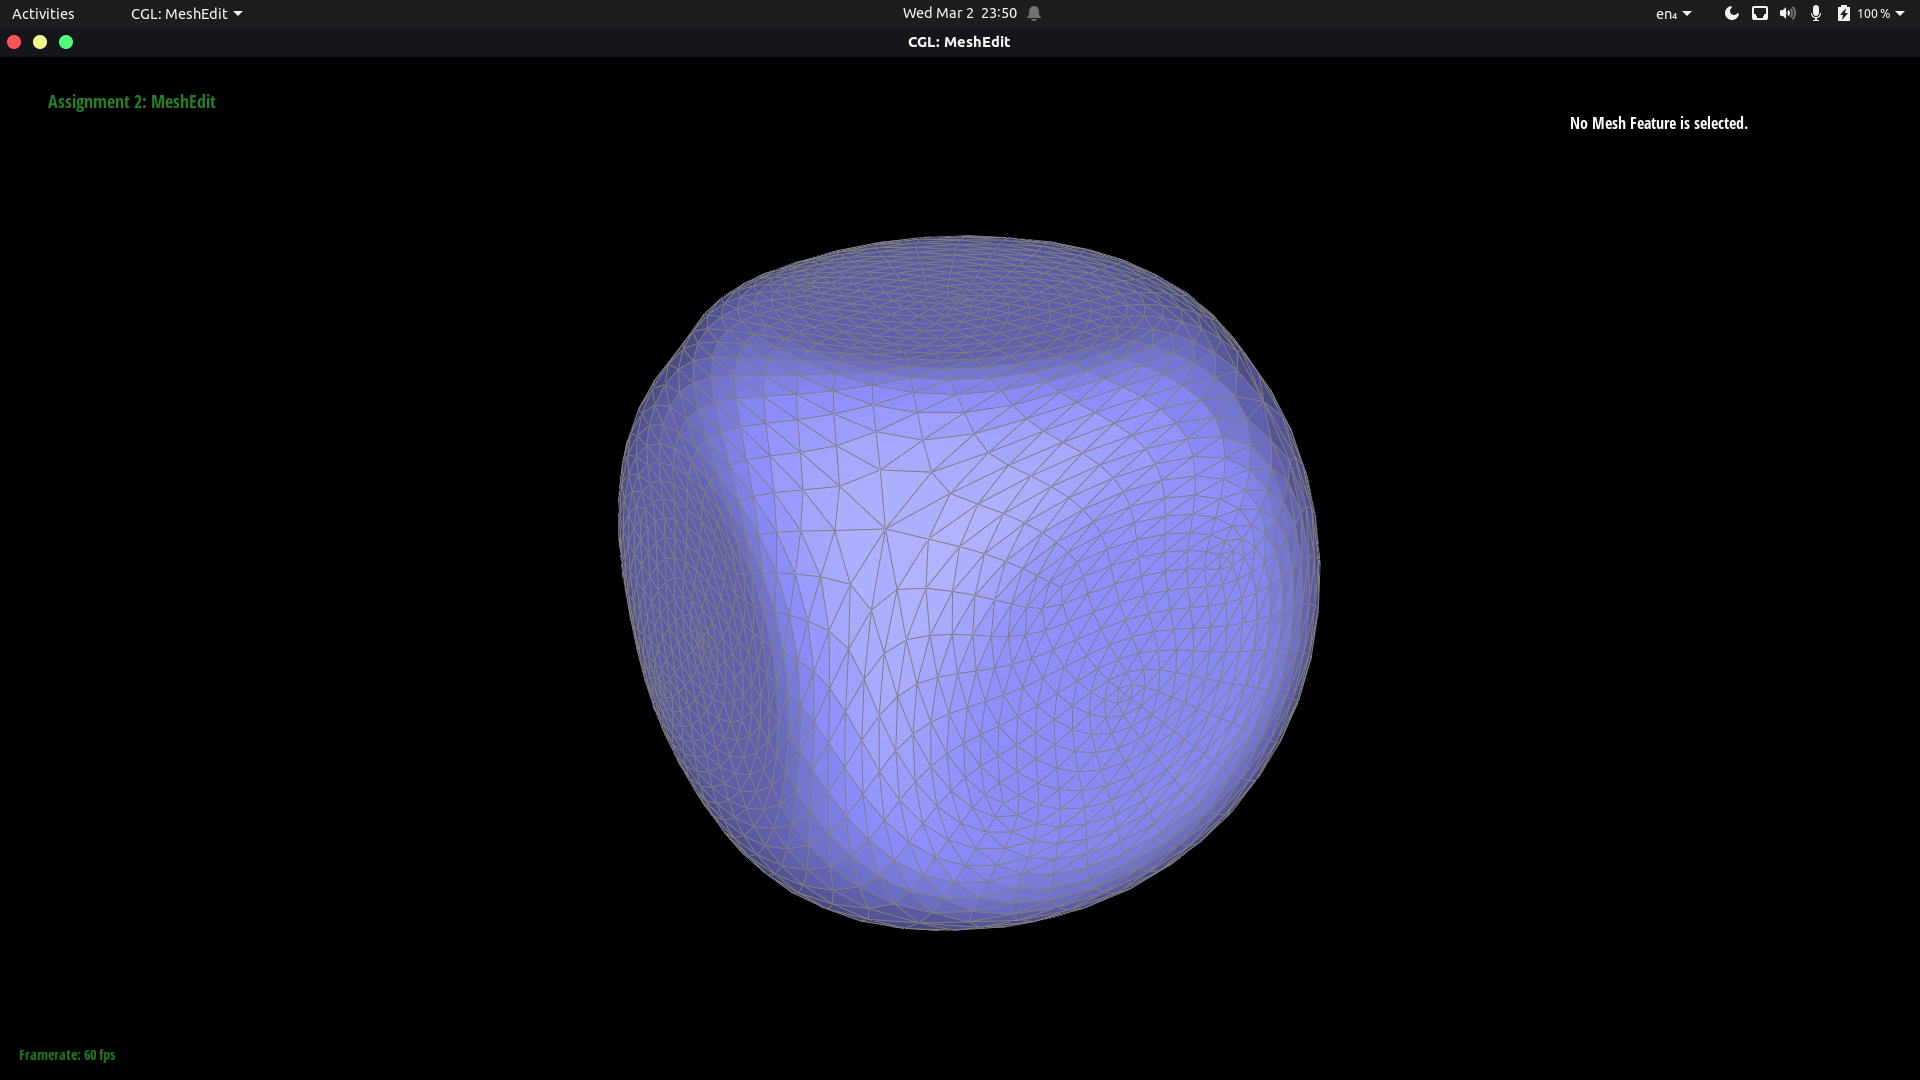 Activities
CGL: MeshEdit
Wed Mar 2 23:50
en₄
100 %
CGL: MeshEdit
Assignment 2: MeshEdit
No Mesh Feature is selected.
Framerate: 60 fps